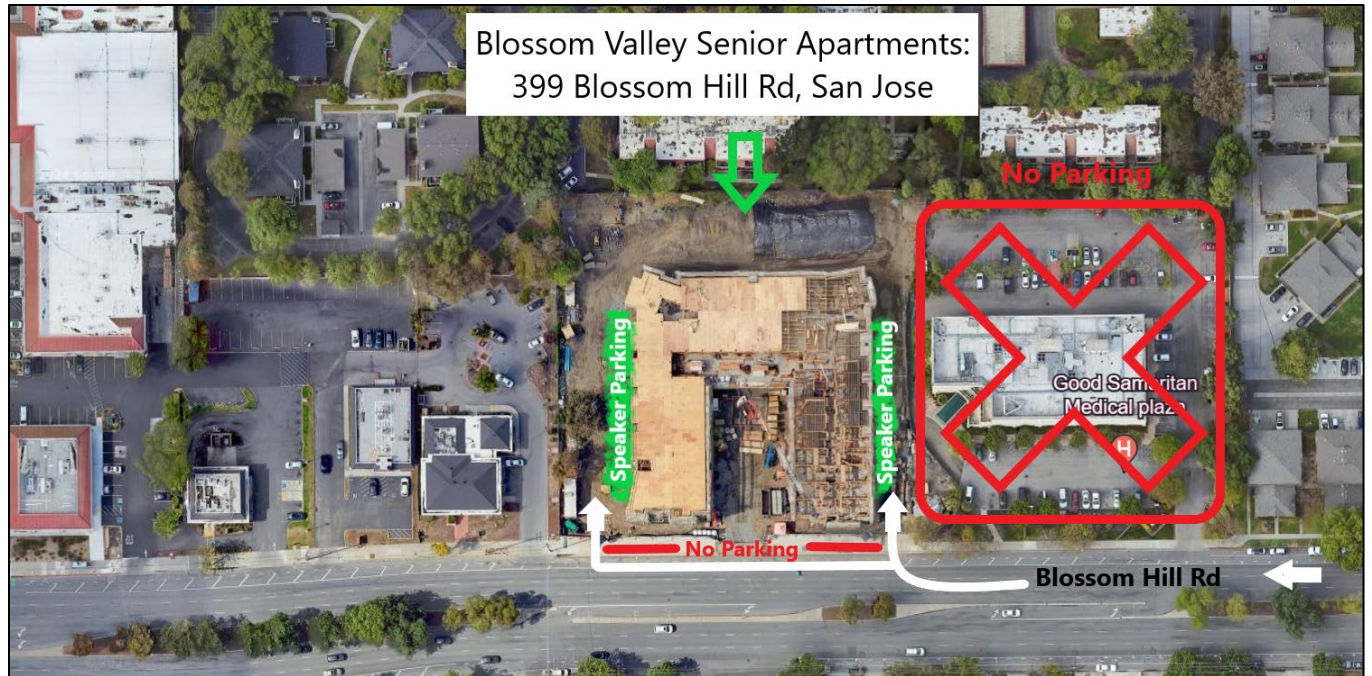 Blossom Valley Senior Apartments:
399 Blossom Hill Rd, San Jose
No Parking
Speaker Parking
Speaker Parking
Good Samaritan
Medical plaza
H
No Parking
Blossom Hill Rd